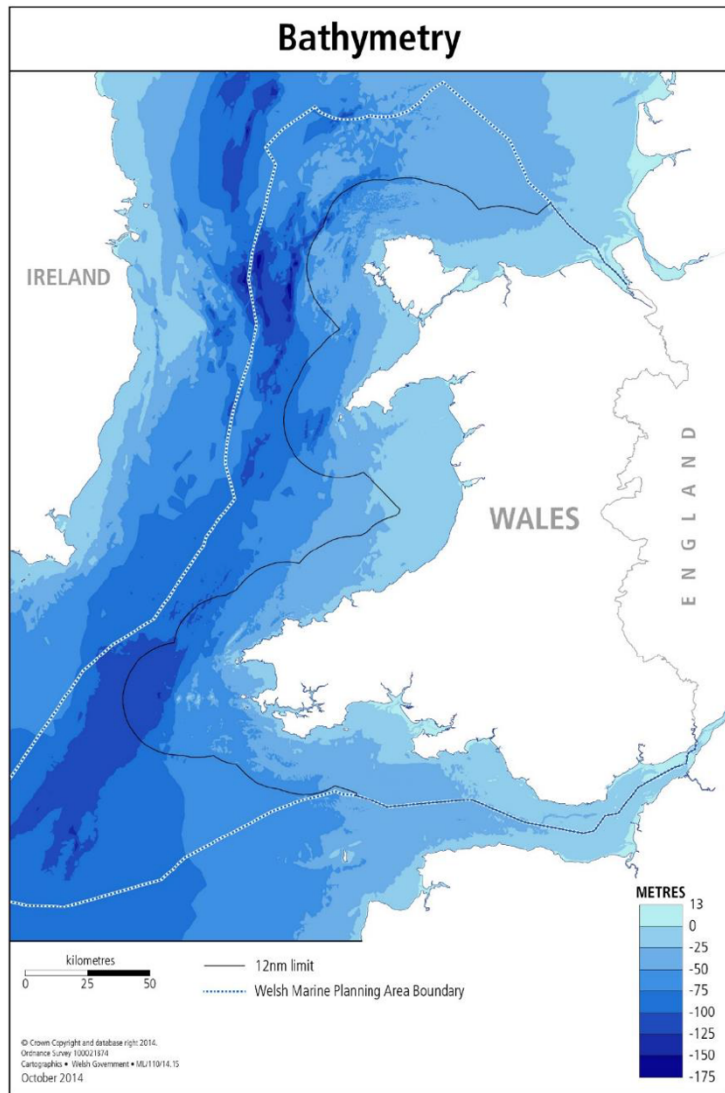 Bathymetry
IRELAND
WALES
ENGLAND
METRES
13
0
-25
-50
-75
-100
-125
-150
-175
kilometres
0 25 50
12nm limit
Welsh Marine Planning Area Boundary
© Crown Copyright and database right 2014.
Ordnance Survey 100021874
Cartographics • Welsh Government • ML/110/14.15
October 2014